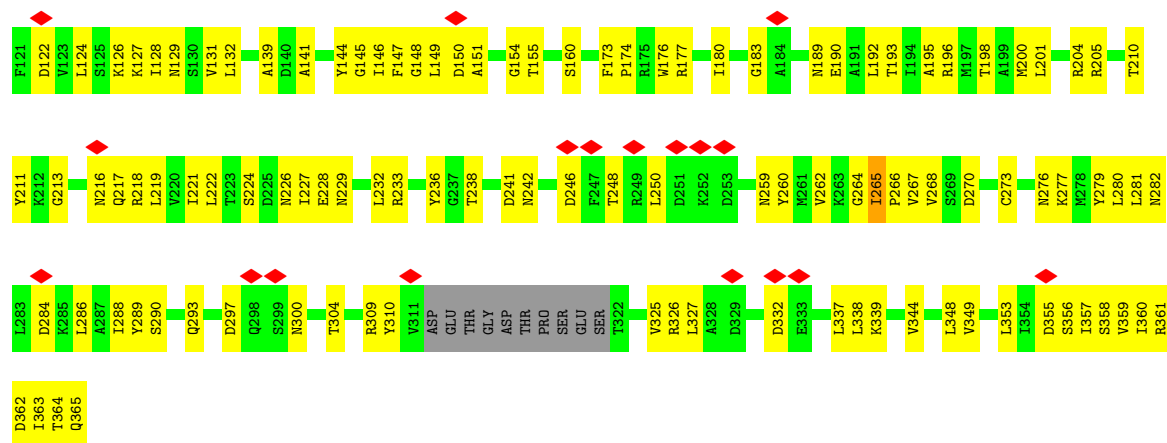 F121 D122 V123 L124 S125 K126 K127 I128 N129 S130 V131 L132 A139 D140 A141 Y144 G145 I146 F147 G148 L149 D150 A151 G154 T155 S160 F173 P174 R175 W176 R177 I180 G183 A184 N189 E190 A191 L192 T193 I194 A195 R196 M197 T198 A199 M200 L201 R204 R205 T210
Y211 K212 G213 N216 Q217 R218 L219 V220 I221 L222 T223 S224 D225 N226 I227 E228 N229 L232 R233 Y236 G237 T238 D241 N242 D246 F247 T248 R249 L250 D251 K252 D253 N259 Y260 M261 V262 K263 G264 I265 P266 V267 V268 S269 D270 C273 N276 K277 M278 Y279 L280 L281 N282
L283 D284 K285 L286 A287 I288 Y289 S290 Q293 D297 Q298 S299 N300 T304 R309 Y310 V311 ASP GLU THR GLY ASP THR PRO SER GLU SER T322 V325 R326 L327 A328 D329 D332 E333 L337 L338 K339 V344 L348 V349 L353 I354 D355 S356 I357 S358 V359 I360 R361
D362 I363 T364 Q365